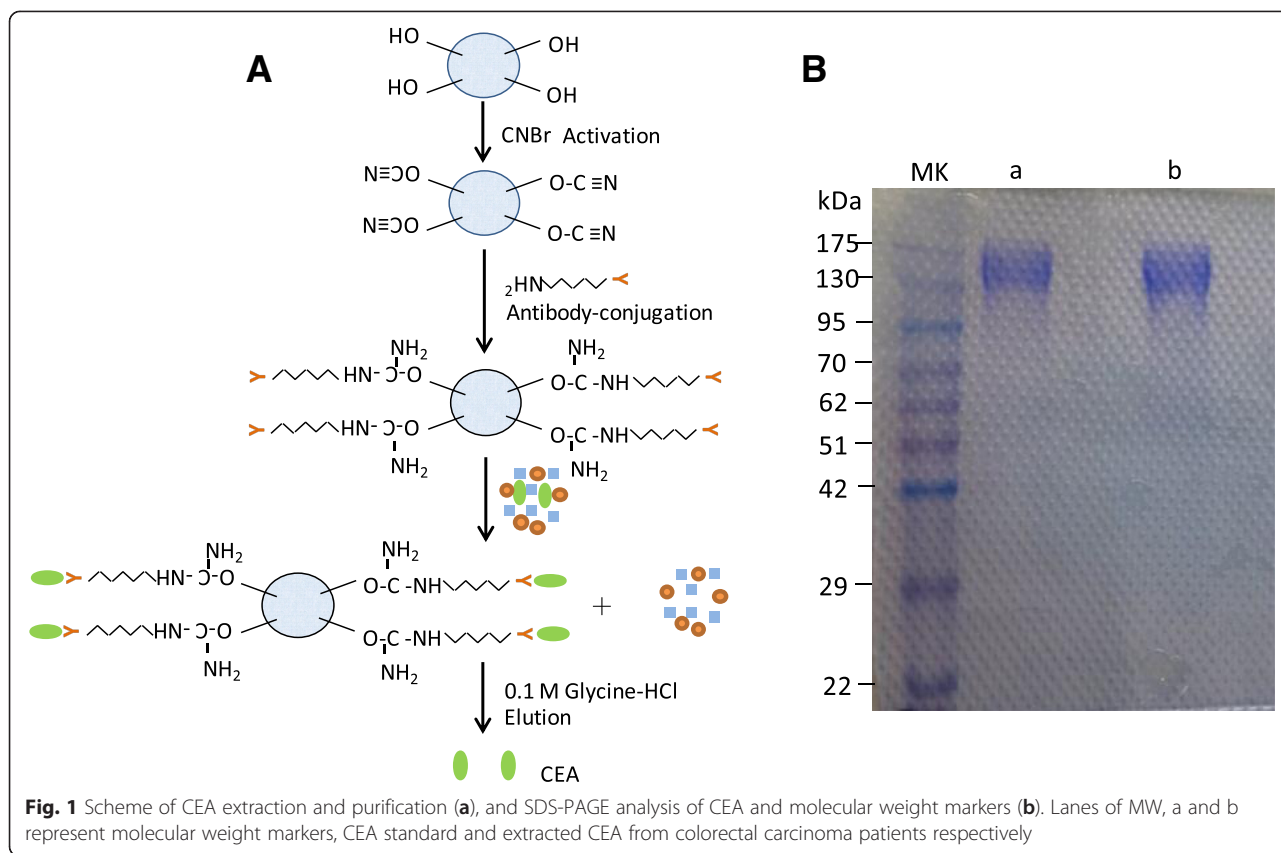 A
HO
OH
HO
OH
CNBr Activation
N≡CO
O-C ≡N
N≡CO
O-C ≡N
2HN
Antibody-conjugation
NH2
NH2
HN- C-O
O-C -NH
HN- C-O
O-C -NH
NH2
NH2
NH2
NH2
HN- C-O
O-C -NH
+
HN- C-O
O-C -NH
NH2
NH2
0.1 M Glycine-HCl
Elution
CEA
B
MK a b
kDa
175
130
95
70
62
51
42
29
22
Fig. 1 Scheme of CEA extraction and purification (a), and SDS-PAGE analysis of CEA and molecular weight markers (b). Lanes of MW, a and b
represent molecular weight markers, CEA standard and extracted CEA from colorectal carcinoma patients respectively